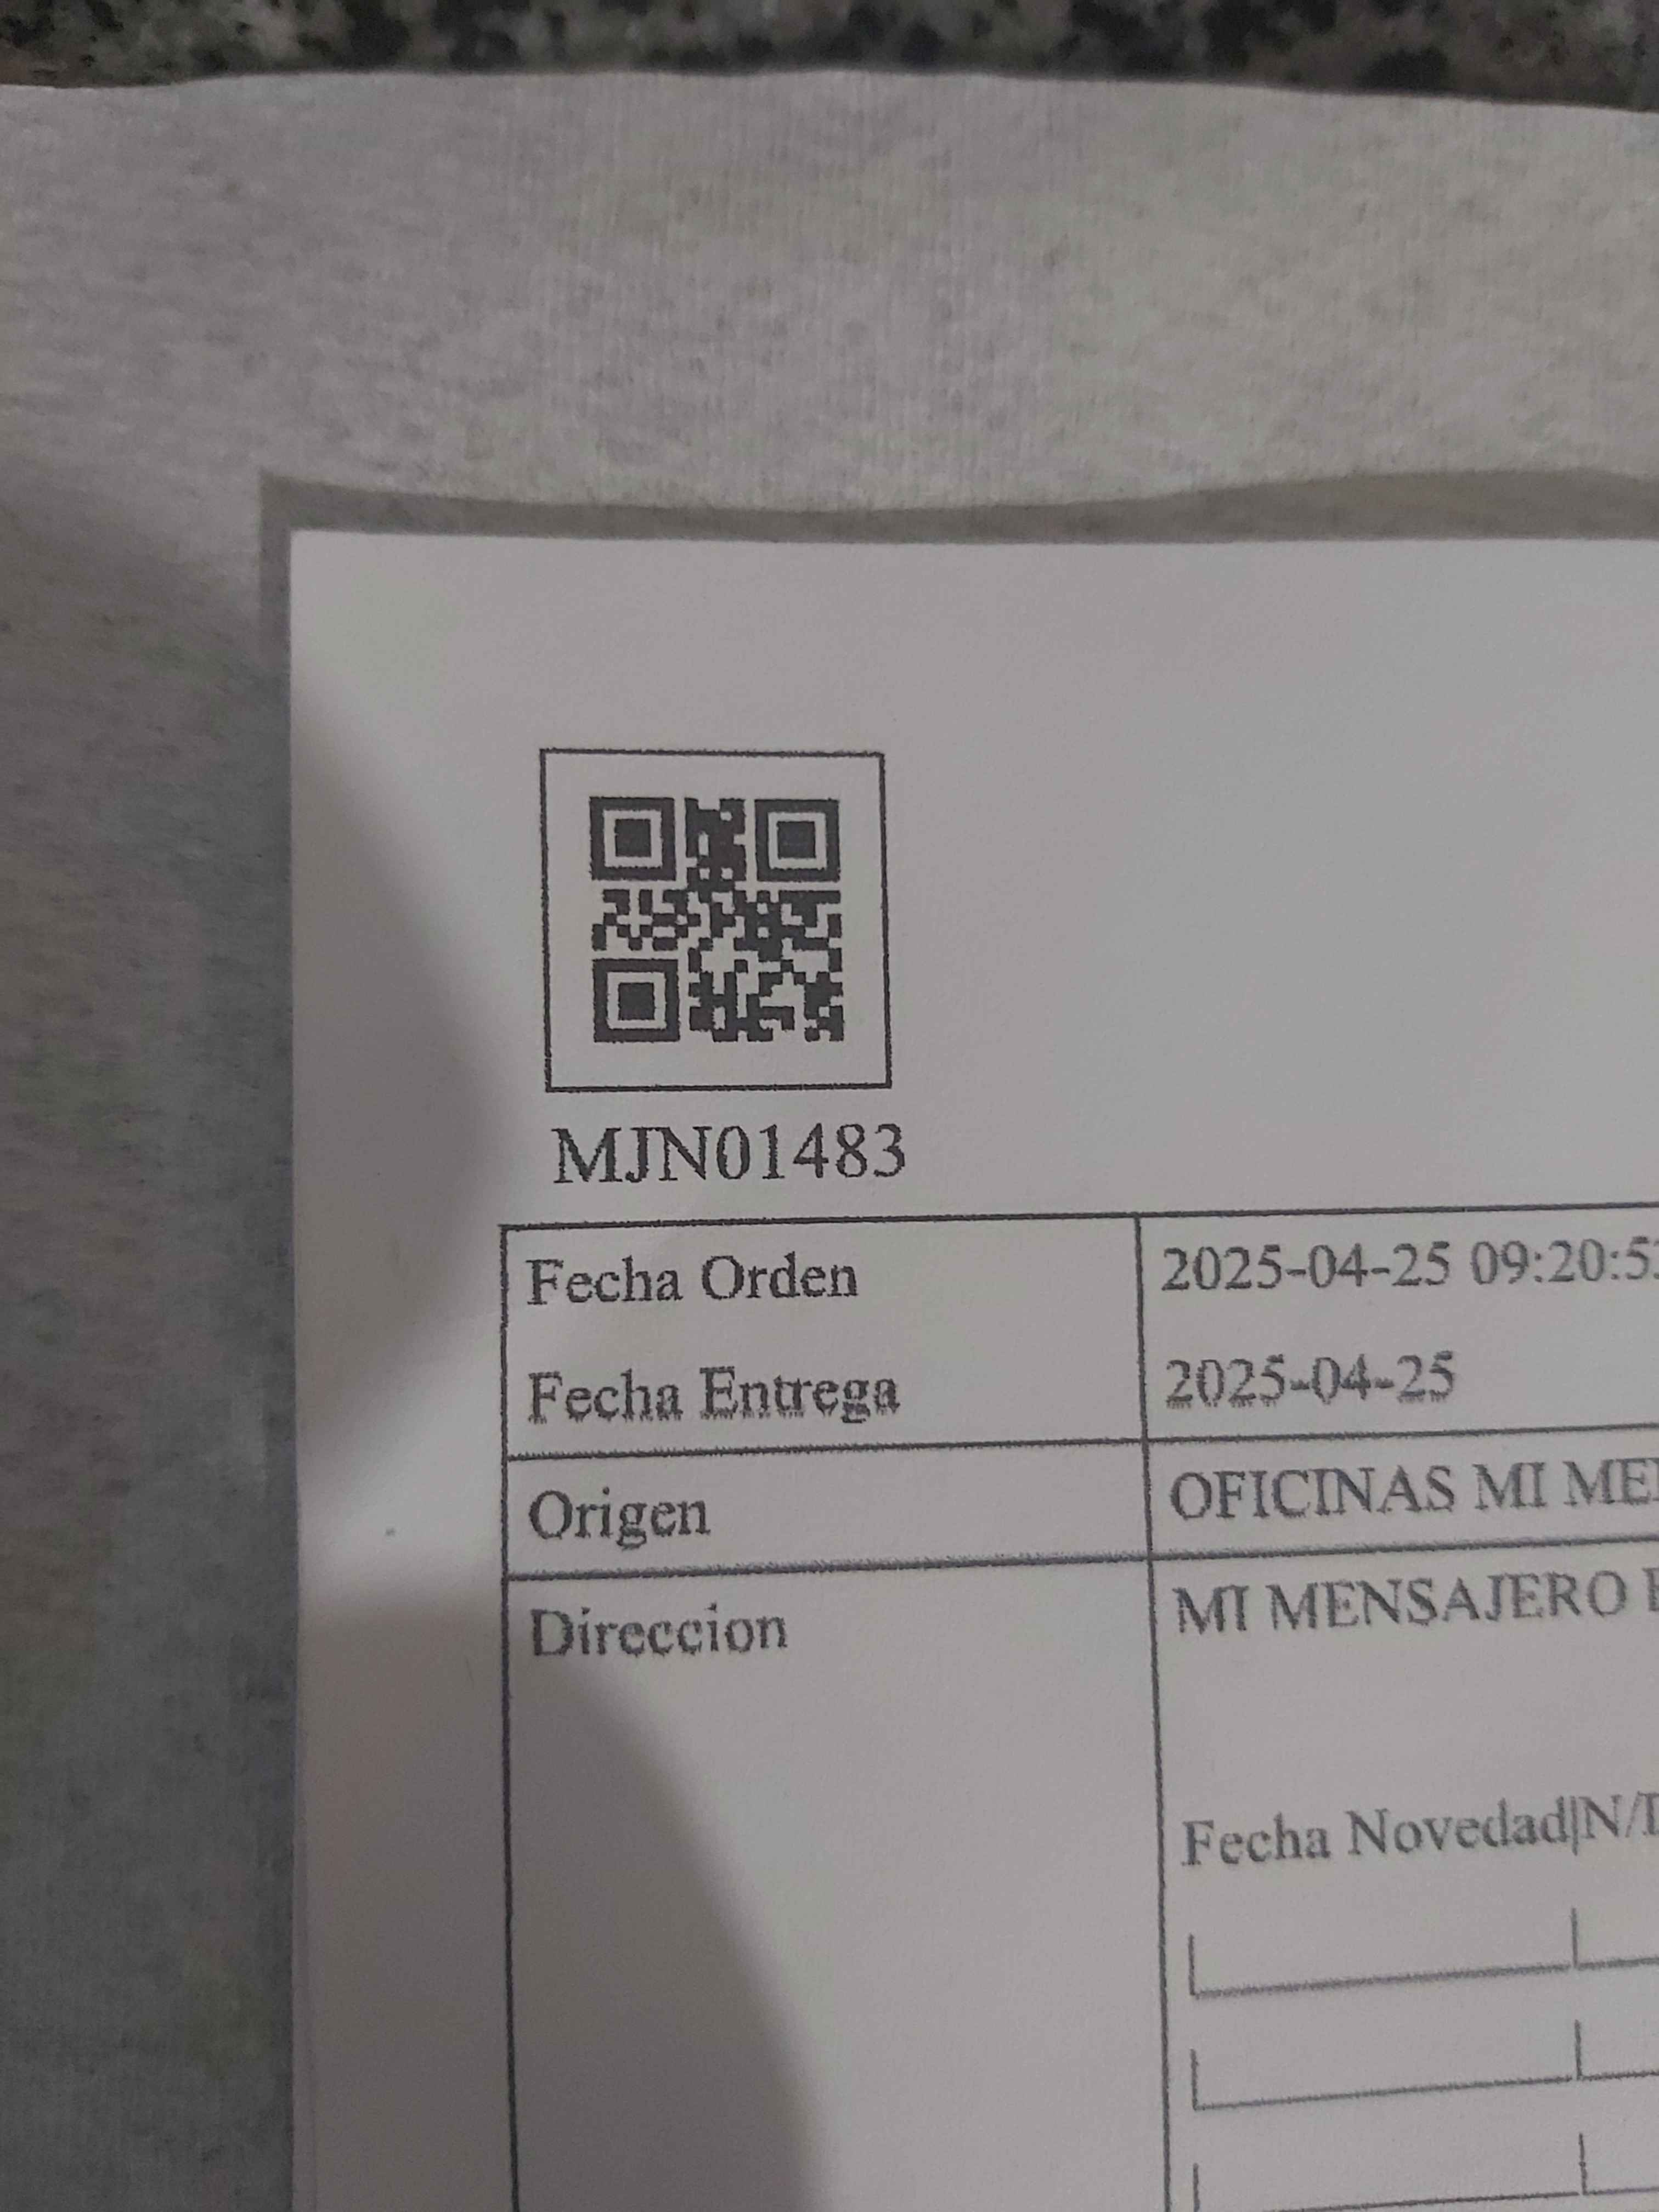 MJN01483
Fecha Orden 2025-04-25 09:20:5
Fecha Entrega 2025-04-25
Origen OFICINAS MI
Direccion MI MENSAJERO
Fecha Novedad|N/